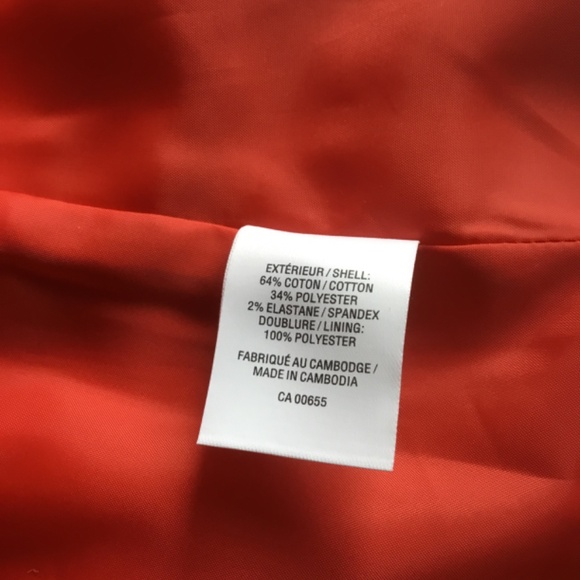 EXTÉRIEUR / SHELL:
64% COTON / COTTON
34% POLYESTER
2% ELASTANE / SPANDEX
DOUBLURE / LINING:
100% POLYESTER
FABRIQUÉ AU CAMBODGE /
MADE IN CAMBODIA
CA 00655